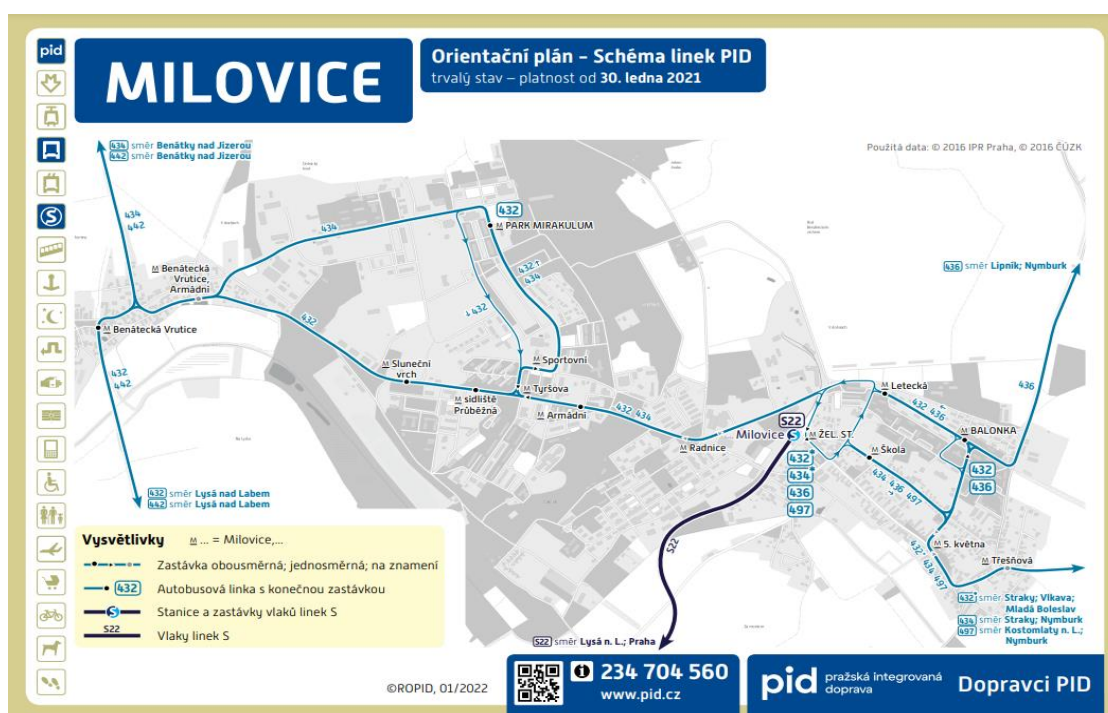 pid
MILOVICE
Orientační plán – Schéma linek PID
trvalý stav – platnost od 30. ledna 2021
434 směr Benátky nad Jizerou
442 směr Benátky nad Jizerou
Použitá data: © 2016 IPR Praha, © 2016 ČÚZK
434
442
434
432
M PARK MIRAKULUM
432
434
436 směr Lipník; Nymburk
M Benátecká
Vrutice,
Armádní
432
432
M Benátecká Vrutice
432
442
M Sluneční
vrch
M Sportovní
M Tyršova
M sídliště
Průběžná
M Armádní
432 434
M Radnice
M Letecká
432 436
436
S22
Milovice S
M ŽEL. ST.
M BALONKA
M Škola
432
434
436
497
432
436
434 436 497
432 směr Lysá nad Labem
442 směr Lysá nad Labem
S22
M 5. května
M Třešňová
432 434 497
Vysvětlivky
M ... = Milovice,...
Zastávka obousměrná; jednosměrná; na znamení
432 Autobusová linka s konečnou zastávkou
S Stanice a zastávky vlaků linek S
S22 Vlaky linek S
432 směr Straky; Vlkava;
Mladá Boleslav
434 směr Straky; Nymburk
497 směr Kostomlaty n. L.;
Nymburk
S22 směr Lysá n. L.; Praha
©ROPID, 01/2022
234 704 560
www.pid.cz
pid pražská integrovaná
doprava
Dopravci PID